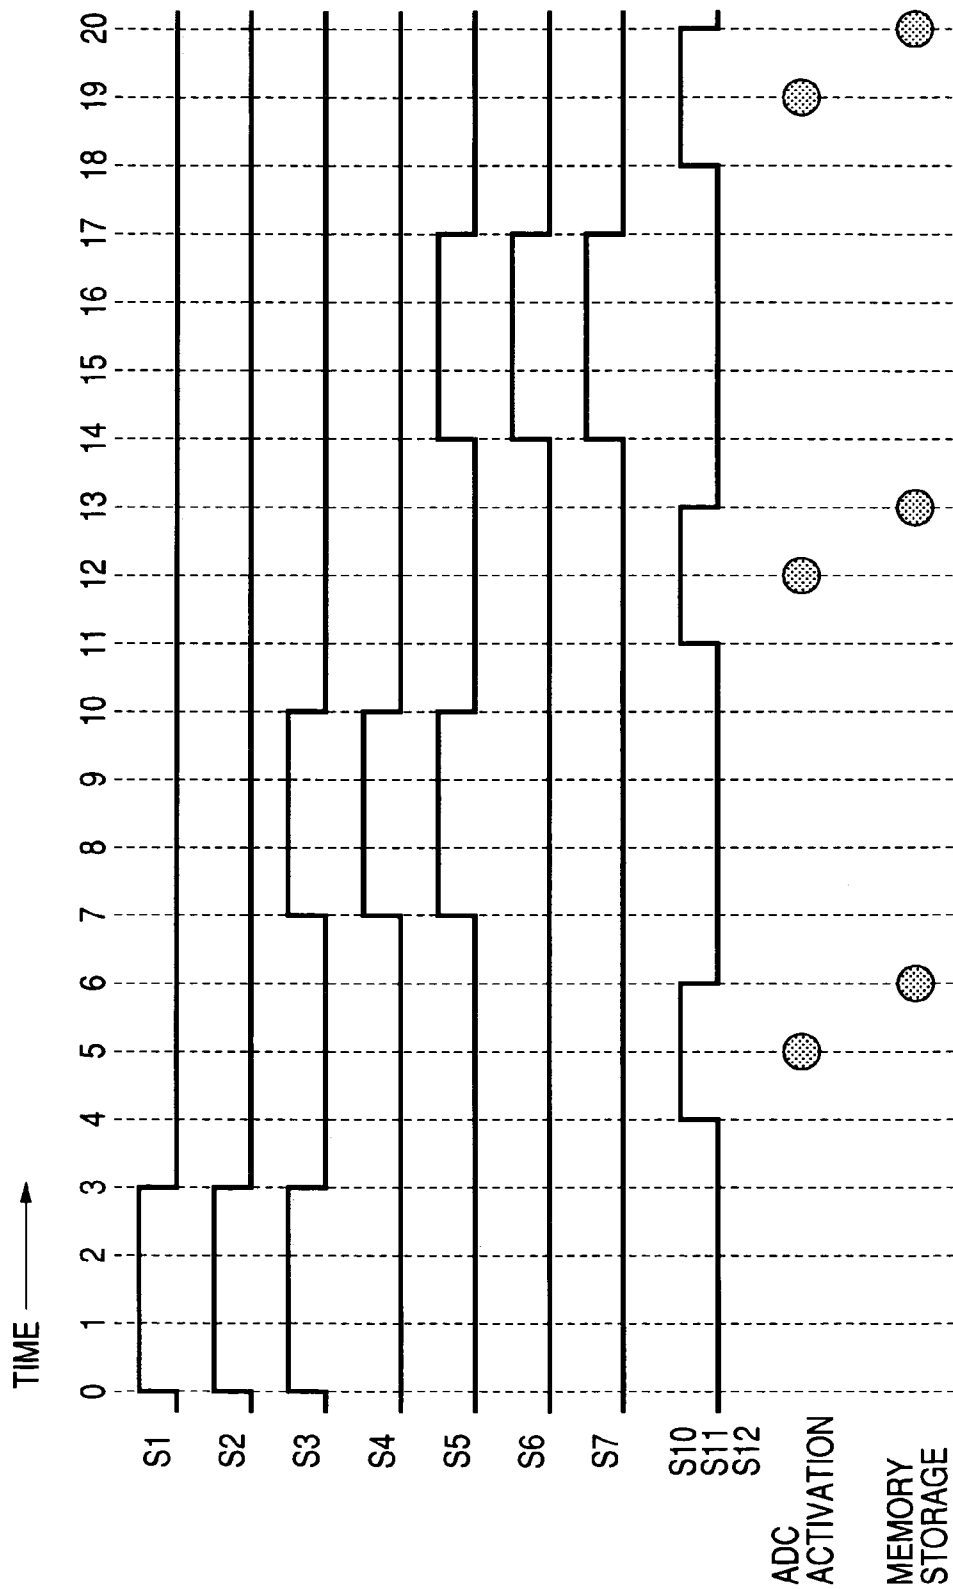 TIME
0 1 2 3 4 5 6 7 8 9 10 11 12 13 14 15 16 17 18 19 20
S1
S2
S3
S4
S5
S6
S7
S10
S11
S12
ADC
ACTIVATION
MEMORY
STORAGE